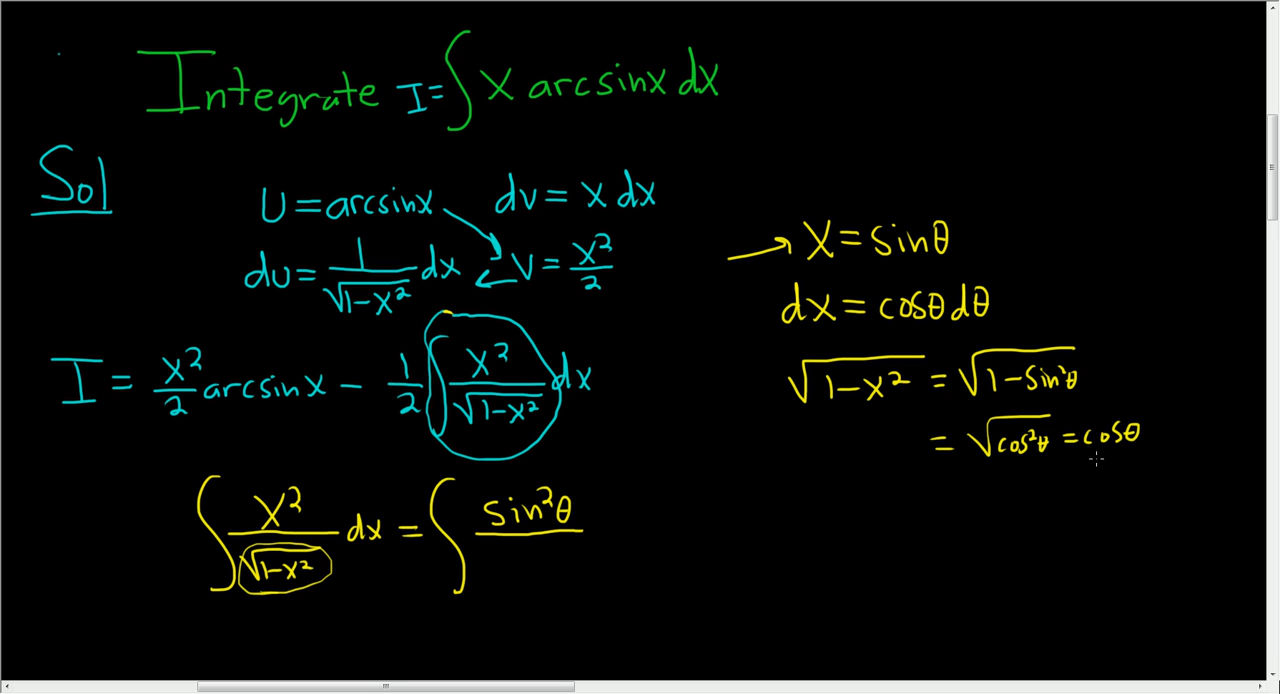 Integrate I = ∫ x arcsinx dx
Sol
U = arcsinx dv = x dx
du = 1/√(1-x²) dx v = x²/2
I = x²/2 arcsinx - 1/2 ∫ x²/√(1-x²) dx
∫ x²/√(1-x²) dx = ∫ sin²θ
x = sinθ
dx = cosθ dθ
√(1-x²) = √(1-sin²θ)
= √(cos²θ) = cosθ